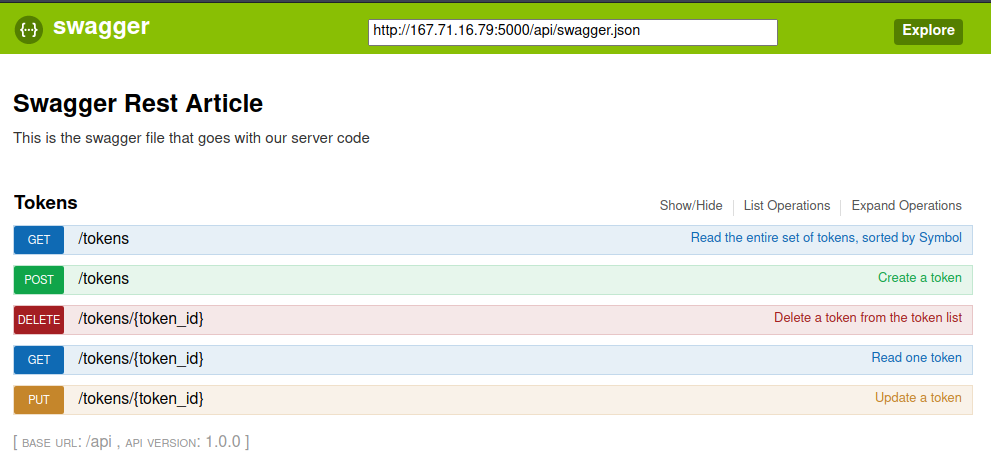 {··} swagger http://167.71.16.79:5000/api/swagger.json Explore
Swagger Rest Article
This is the swagger file that goes with our server code
Tokens Show/Hide List Operations Expand Operations
GET /tokens Read the entire set of tokens, sorted by Symbol
POST /tokens Create a token
DELETE /tokens/{token_id} Delete a token from the token list
GET /tokens/{token_id} Read one token
PUT /tokens/{token_id} Update a token
[ BASE URL: /api , API VERSION: 1.0.0 ]